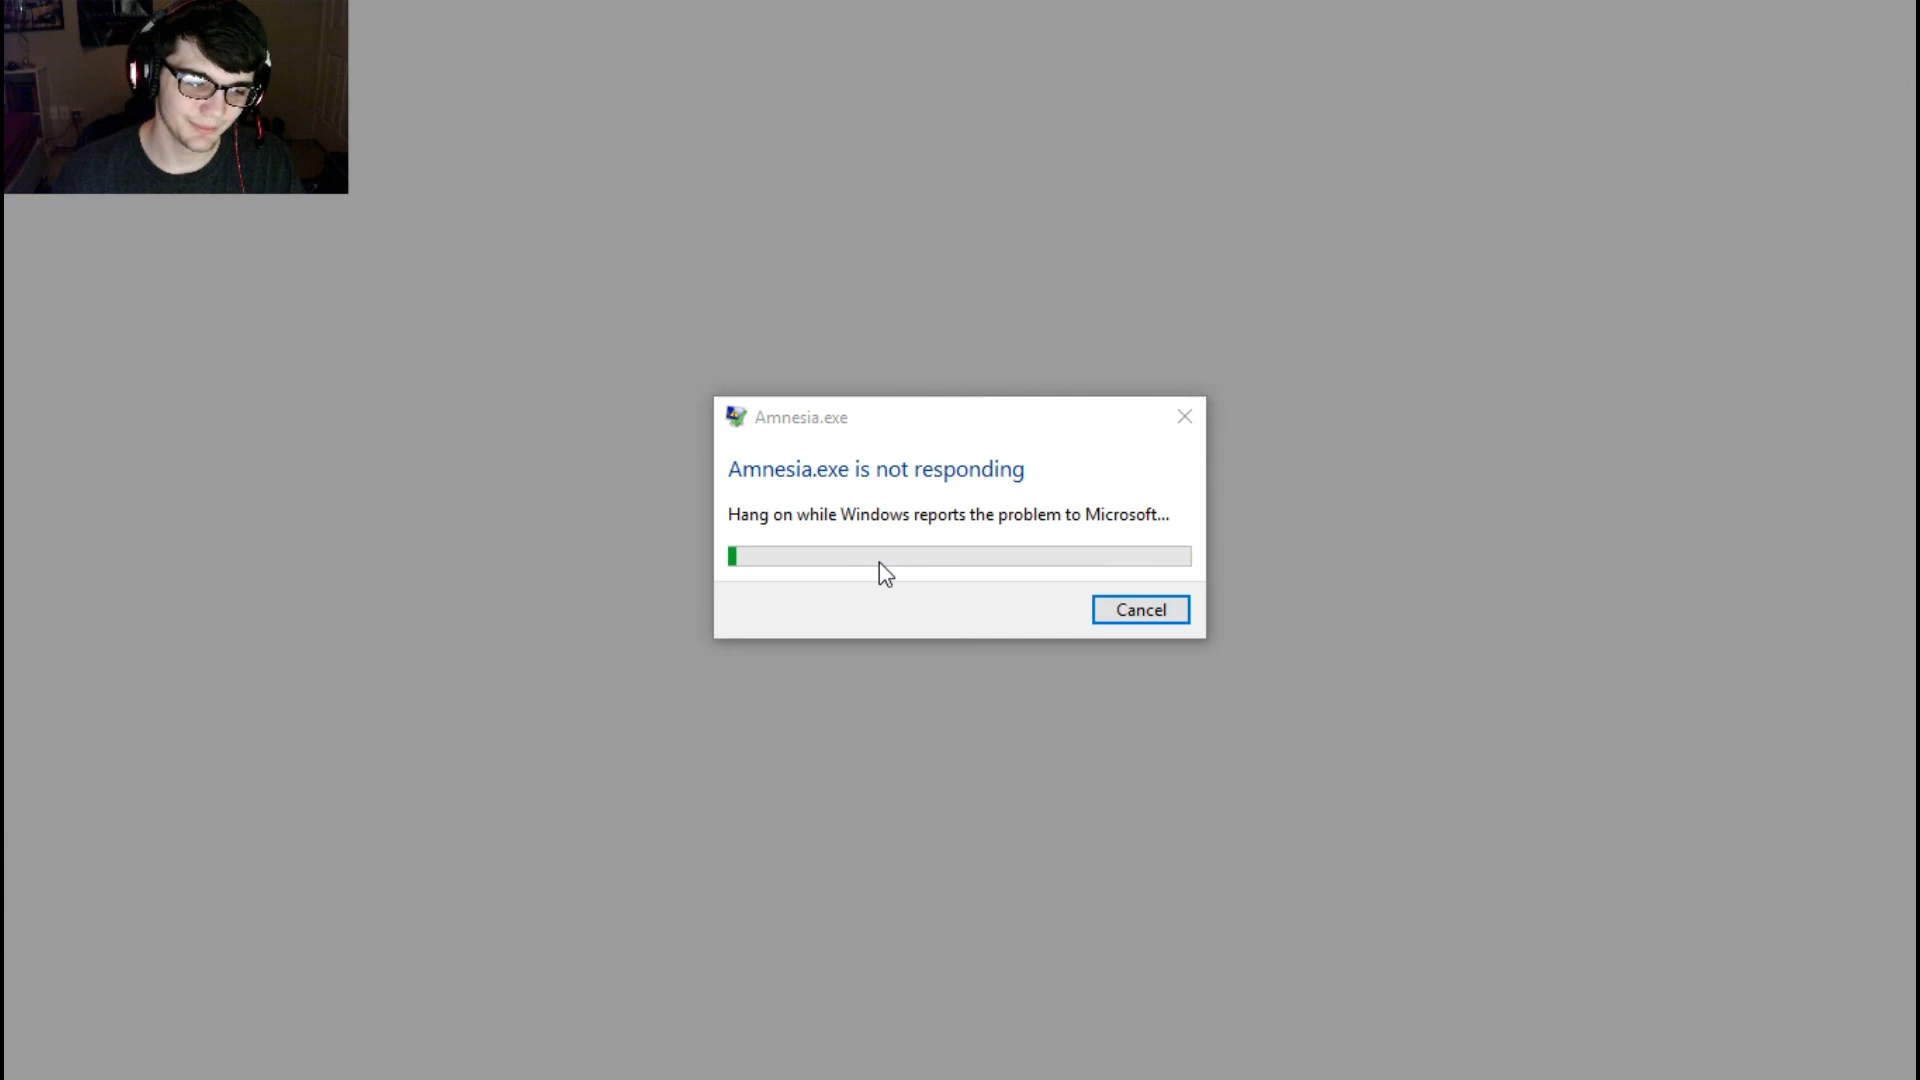 Amnesia.exe
Amnesia.exe is not responding
Hang on while Windows reports the problem to Microsoft...
Cancel